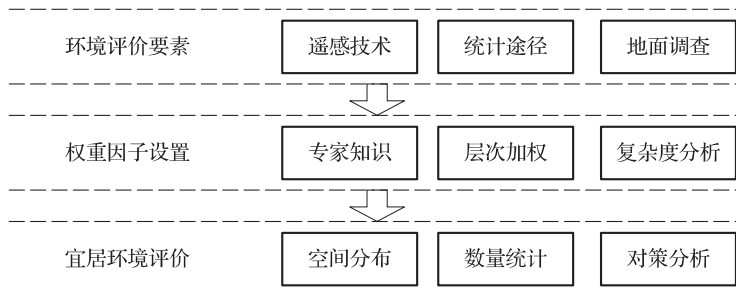 环境评价要素 遥感技术 统计途径 地面调查
权重因子设置 专家知识 层次加权 复杂度分析
宜居环境评价 空间分布 数量统计 对策分析